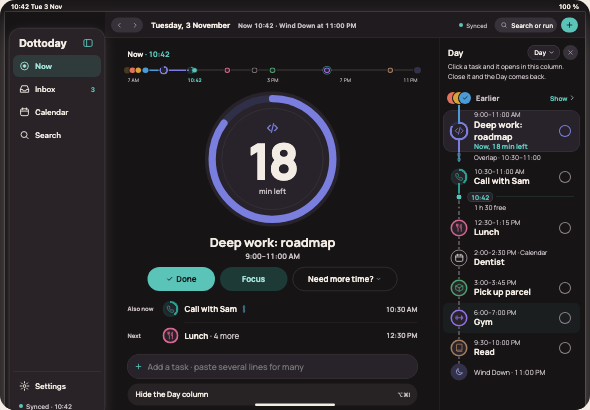 10:42 Tue 3 Nov
100%
Dottoday
Now
Inbox 3
Calendar
Search
Settings
Synced · 10:42
Tuesday, 3 November Now 10:42 · Wind Down at 11:00 PM
Synced
Search or run
Now · 10:42
7 AM 10:42 3 PM 7 PM 11 PM
18
min left
Deep work: roadmap
9:00–11:00 AM
Done
Focus
Need more time?
Also now Call with Sam 10:30 AM
Next Lunch · 4 more 12:30 PM
Add a task · paste several lines for many
Hide the Day column
Day
Day
Click a task and it opens in this column.
Close it and the Day comes back.
Earlier Show
9:00–11:00 AM
Deep work:
roadmap
Now, 18 min left
Overlap · 10:30–11:00
10:30–11:00 AM
Call with Sam
10:42
1 h 30 free
12:30–1:15 PM
Lunch
2:00–2:30 PM · Calendar
Dentist
3:00–3:45 PM
Pick up parcel
6:00–7:00 PM
Gym
9:30–10:00 PM
Read
Wind Down · 11:00 PM